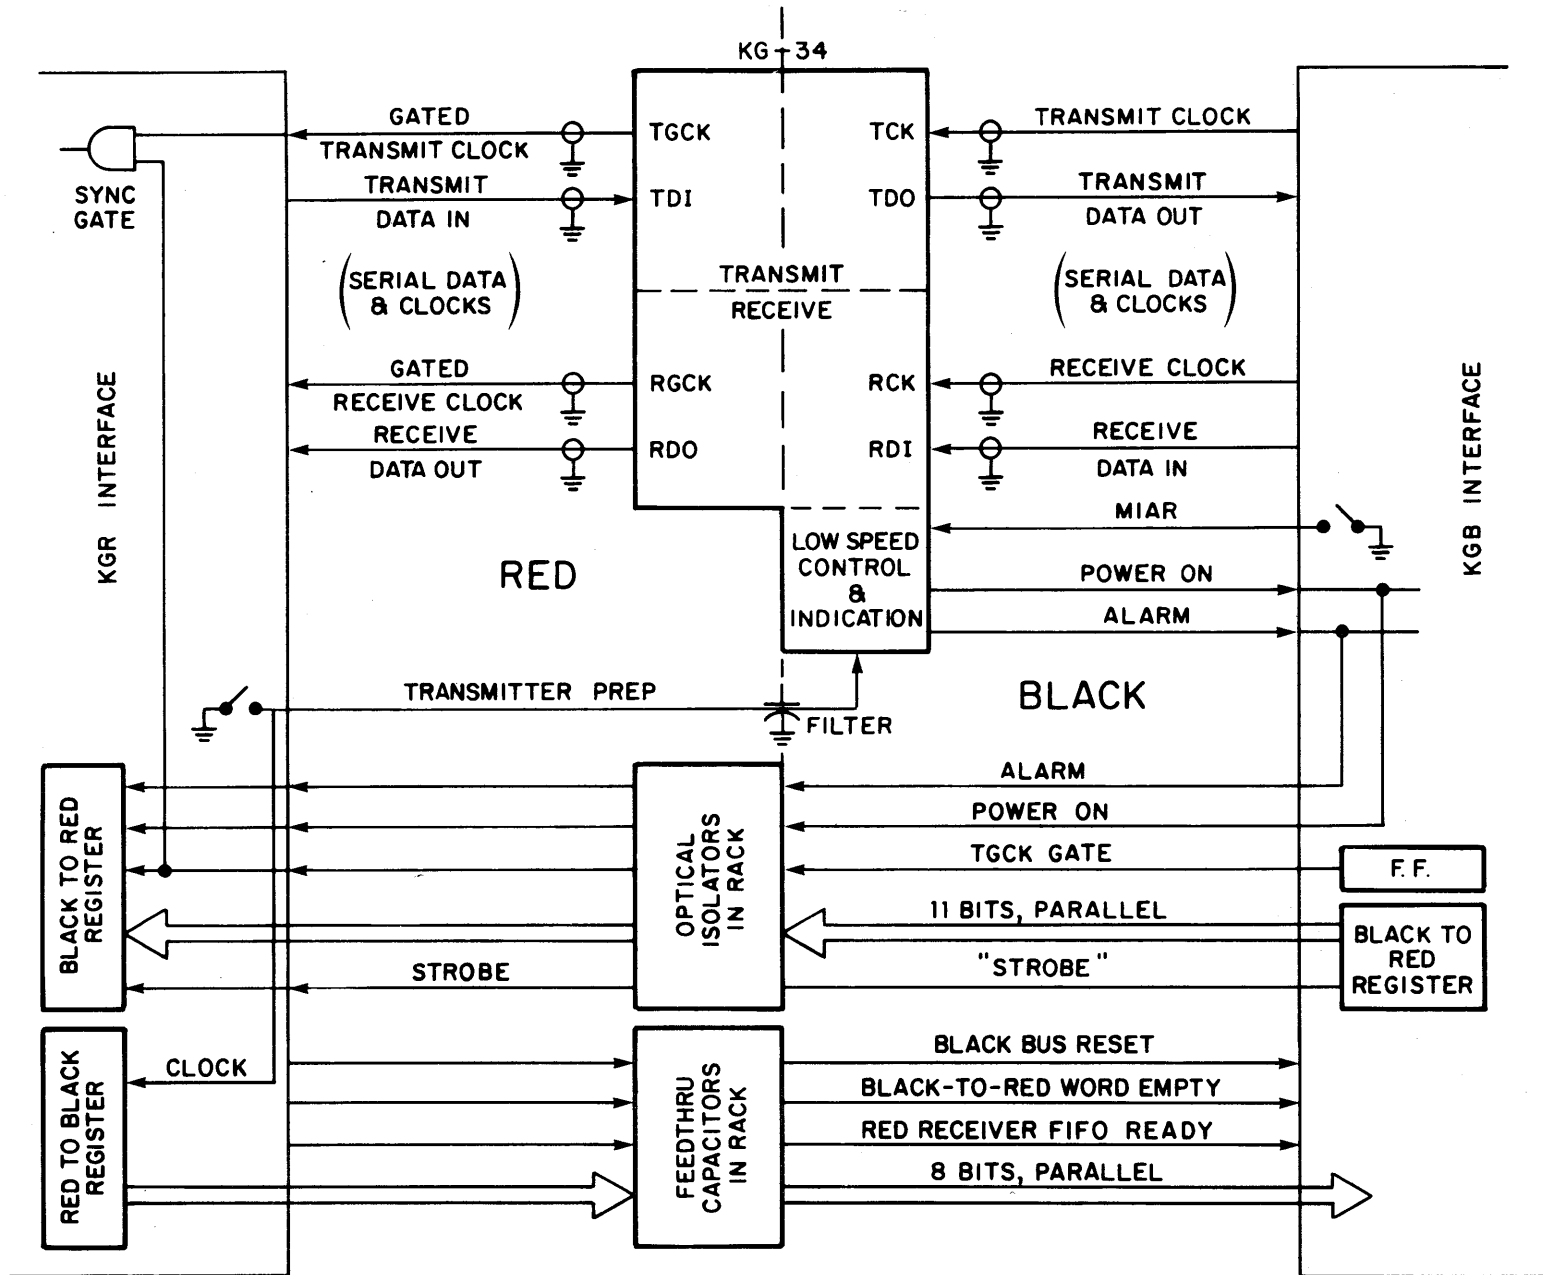 KG-34
GATED
TRANSMIT CLOCK
TGCK
TCK
TRANSMIT CLOCK
SYNC
GATE
TRANSMIT
DATA IN
TDI
TDO
TRANSMIT
DATA OUT
(SERIAL DATA
& CLOCKS)
TRANSMIT
RECEIVE
(SERIAL DATA
& CLOCKS)
GATED
RECEIVE CLOCK
RGCK
RCK
RECEIVE CLOCK
RECEIVE
DATA OUT
RDO
RDI
RECEIVE
DATA IN
KGR INTERFACE
KGB INTERFACE
MIAR
LOW SPEED
CONTROL
&
INDICATION
RED
POWER ON
ALARM
TRANSMITTER PREP
FILTER
BLACK
BLACK TO RED
REGISTER
OPTICAL
ISOLATORS
IN RACK
ALARM
POWER ON
TGCK GATE
F. F.
11 BITS, PARALLEL
"STROBE"
STROBE
BLACK TO
RED
REGISTER
RED TO BLACK
REGISTER
CLOCK
FEEDTHRU
CAPACITORS
IN RACK
BLACK BUS RESET
BLACK-TO-RED WORD EMPTY
RED RECEIVER FIFO READY
8 BITS, PARALLEL